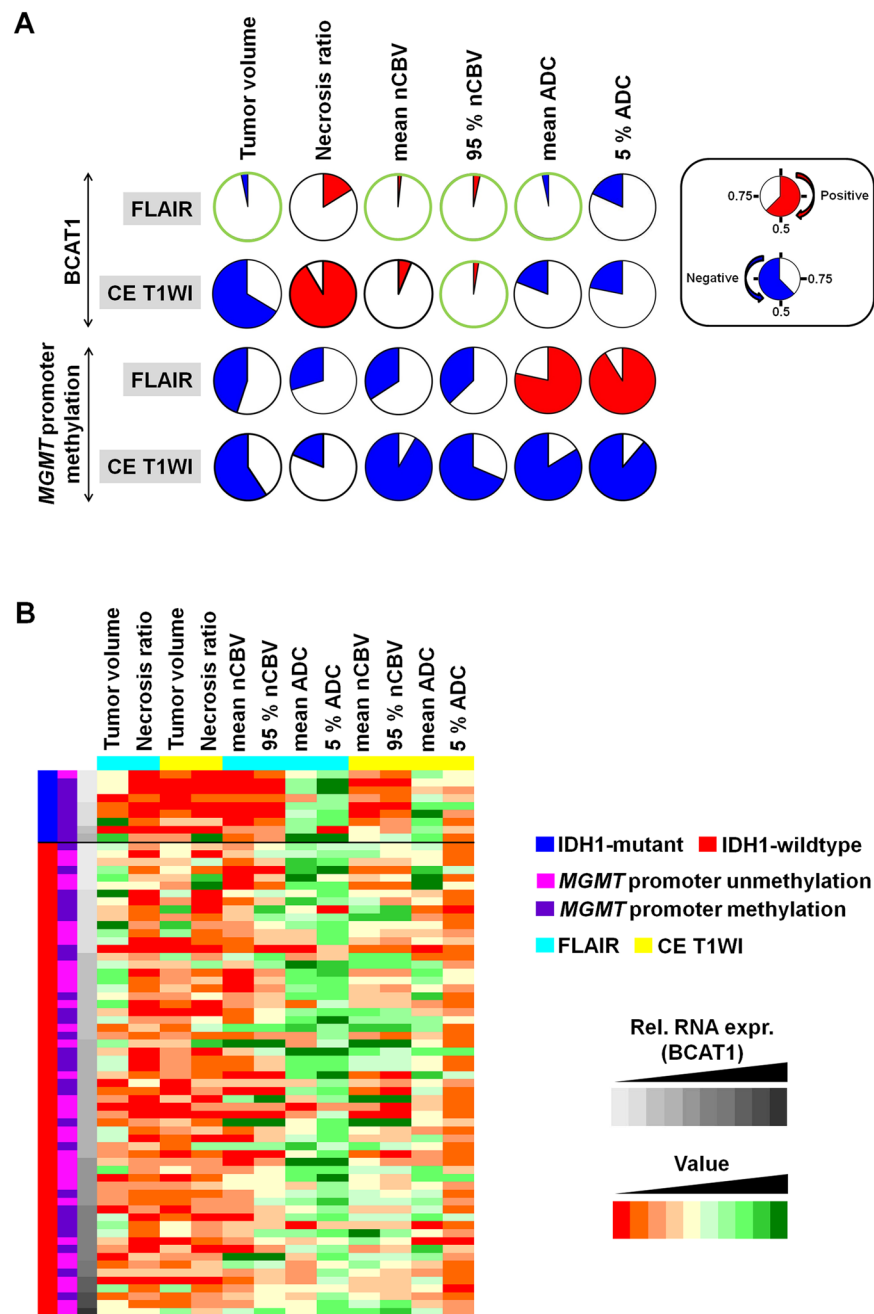 A
Tumor volume
Necrosis ratio
mean nCBV
95 % nCBV
mean ADC
5 % ADC
BCAT1
FLAIR
CE T1WI
MGMT promoter
methylation
FLAIR
CE T1WI
0.75
Positive
0.5
Negative
0.75
0.5
B
Tumor volume
Necrosis ratio
Tumor volume
Necrosis ratio
mean nCBV
95 % nCBV
mean ADC
5 % ADC
mean nCBV
95 % nCBV
mean ADC
5 % ADC
IDH1-mutant IDH1-wildtype
MGMT promoter unmethylation
MGMT promoter methylation
FLAIR CE T1WI
Rel. RNA expr.
(BCAT1)
Value